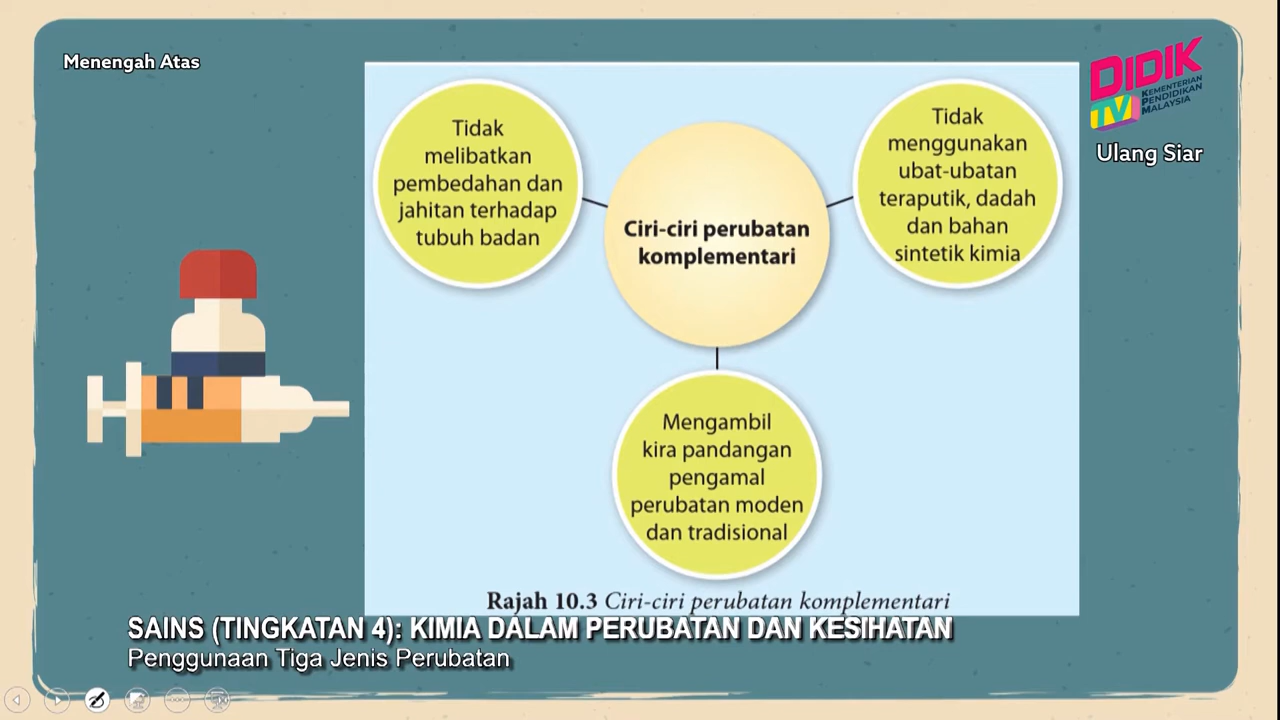 Menengah Atas
DIDIK
TV
KEMENTERIAN
PENDIDIKAN
MALAYSIA
Ulang Siar
Tidak
melibatkan
pembedahan dan
jahitan terhadap
tubuh badan
Ciri-ciri perubatan
komplementari
Tidak
menggunakan
ubat-ubatan
teraputik, dadah
dan bahan
sintetik kimia
Mengambil
kira pandangan
pengamal
perubatan moden
dan tradisional
Rajah 10.3 Ciri-ciri perubatan komplementari
SAINS (TINGKATAN 4): KIMIA DALAM PERUBATAN DAN KESIHATAN
Penggunaan Tiga Jenis Perubatan